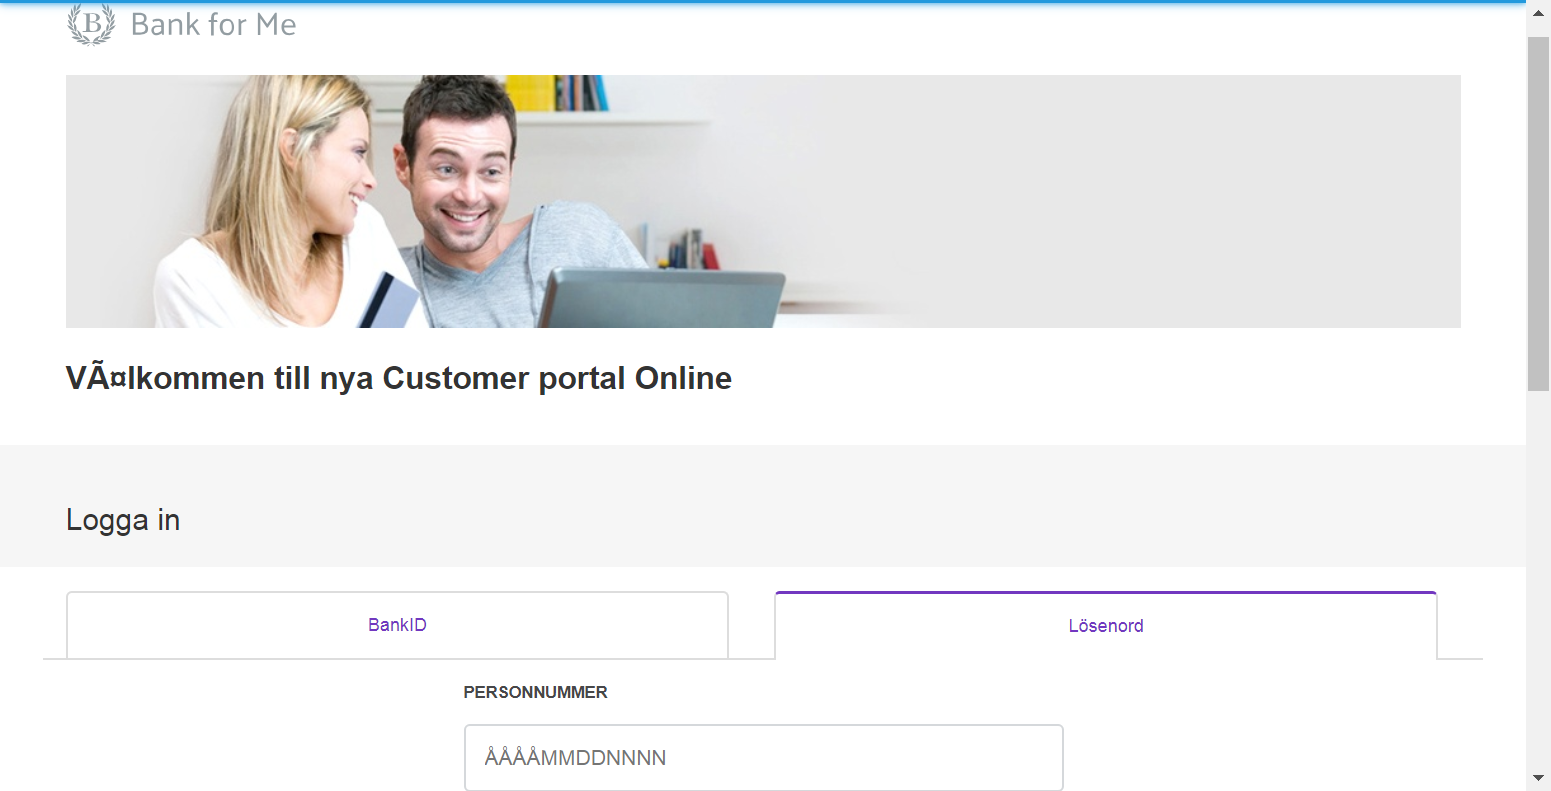 B Bank for Me
VÃ¤lkommen till nya Customer portal Online
Logga in
BankID
Lösenord
PERSONNUMMER
ÅÅÅÅMMDDNNNN